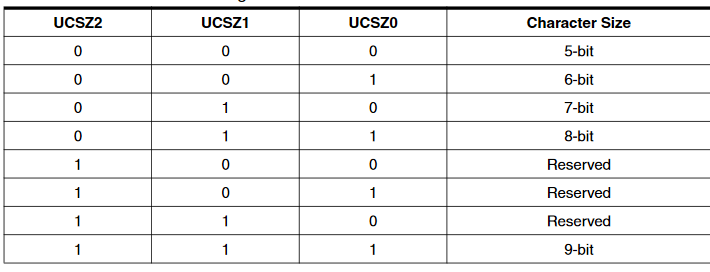 UCSZ2 UCSZ1 UCSZ0 Character Size
0 0 0 5-bit
0 0 1 6-bit
0 1 0 7-bit
0 1 1 8-bit
1 0 0 Reserved
1 0 1 Reserved
1 1 0 Reserved
1 1 1 9-bit